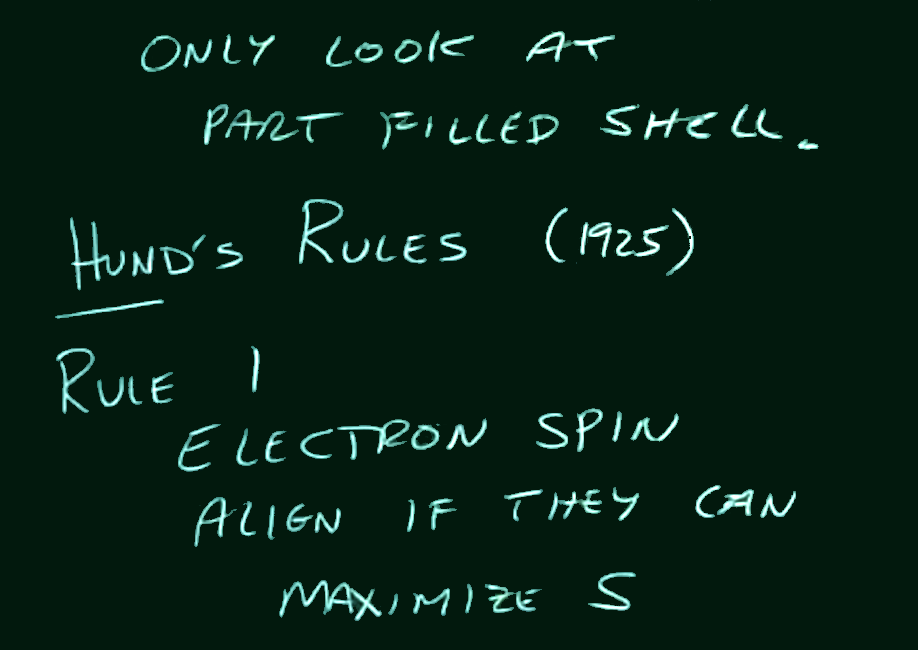 ONLY LOOK AT
PART FILLED SHELL.
HUND'S RULES (1925)
RULE 1
ELECTRON SPIN
ALIGN IF THEY CAN
MAXIMIZE S